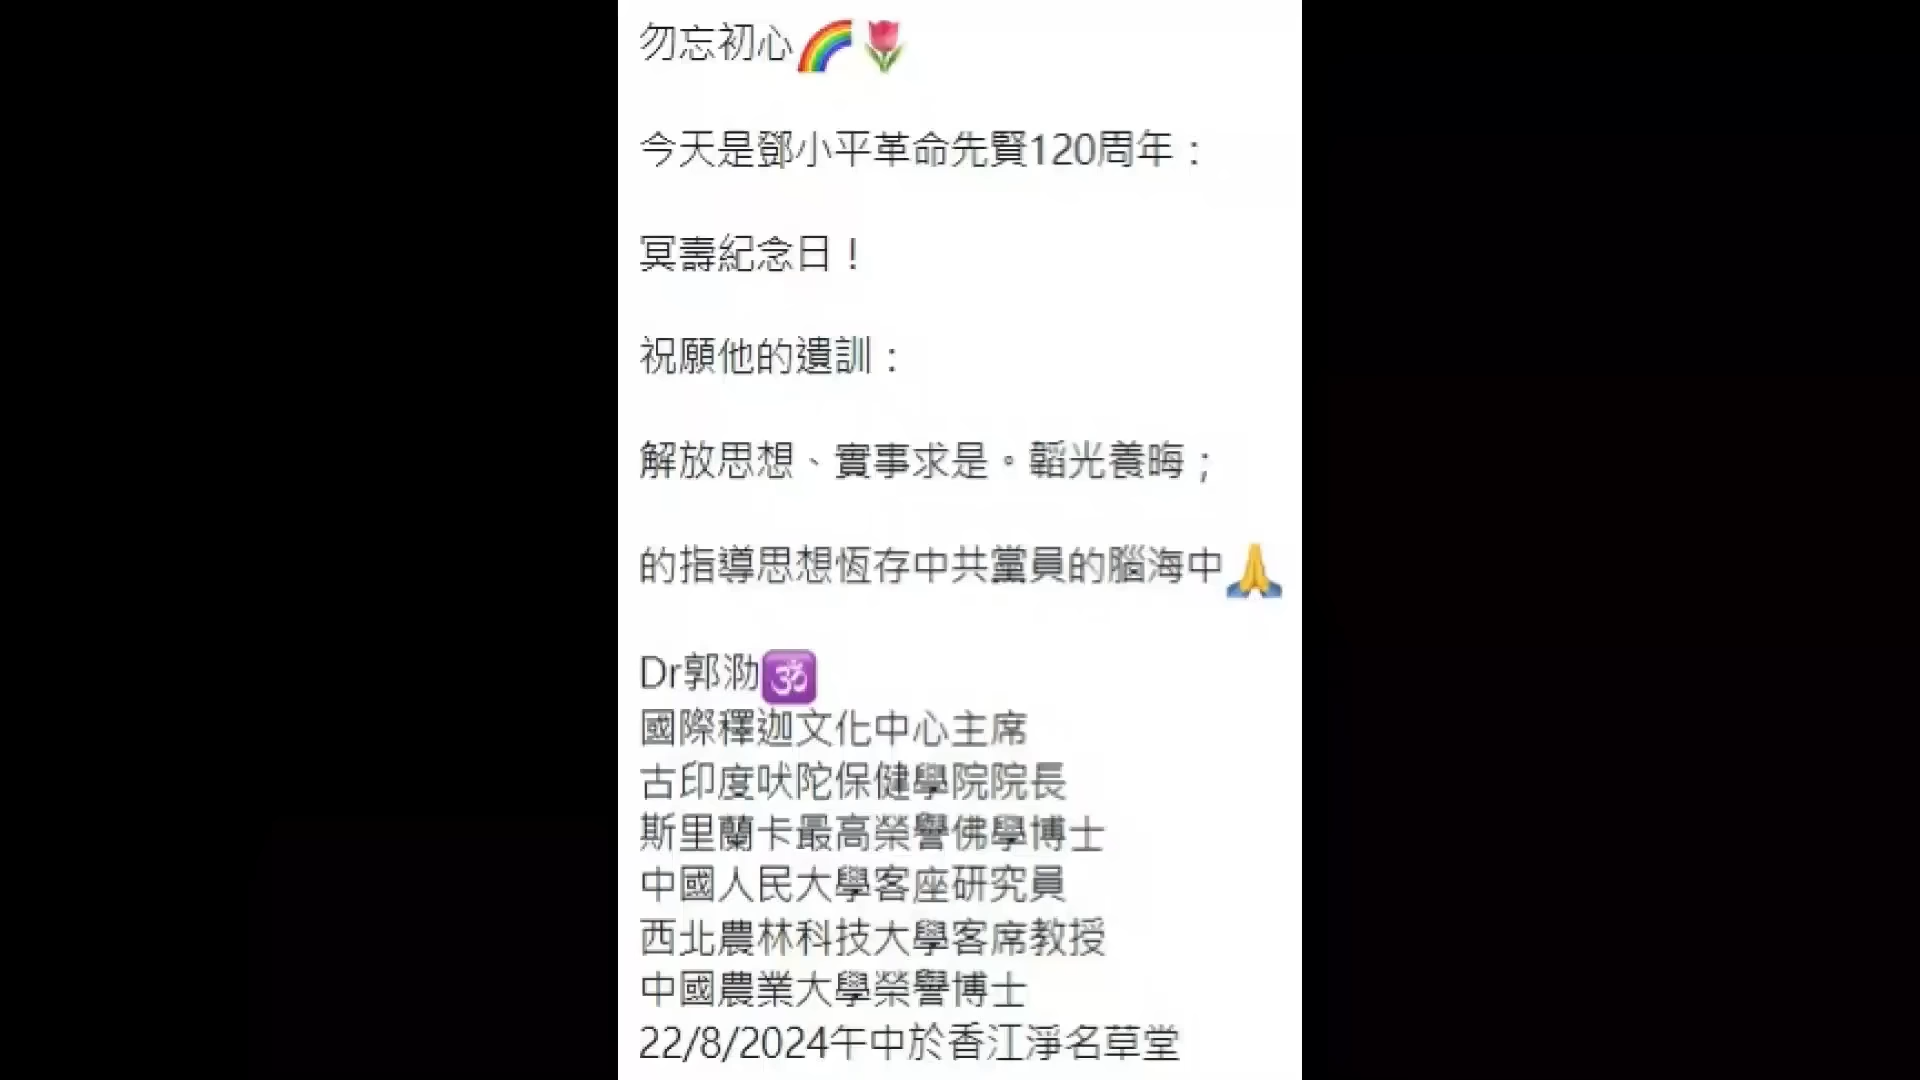 勿忘初心🌈🌷
今天是鄧小平革命先賢120周年：
冥壽紀念日！
祝願他的遺訓：
解放思想、實事求是。韜光養晦；
的指導思想恆存中共黨員的腦海中🙏
Dr郭泐🕉
國際釋迦文化中心主席
古印度吠陀保健學院院長
斯里蘭卡最高榮譽佛學博士
中國人民大學客座研究員
西北農林科技大學客席教授
中國農業大學榮譽博士
22/8/2024午中於香江淨名草堂